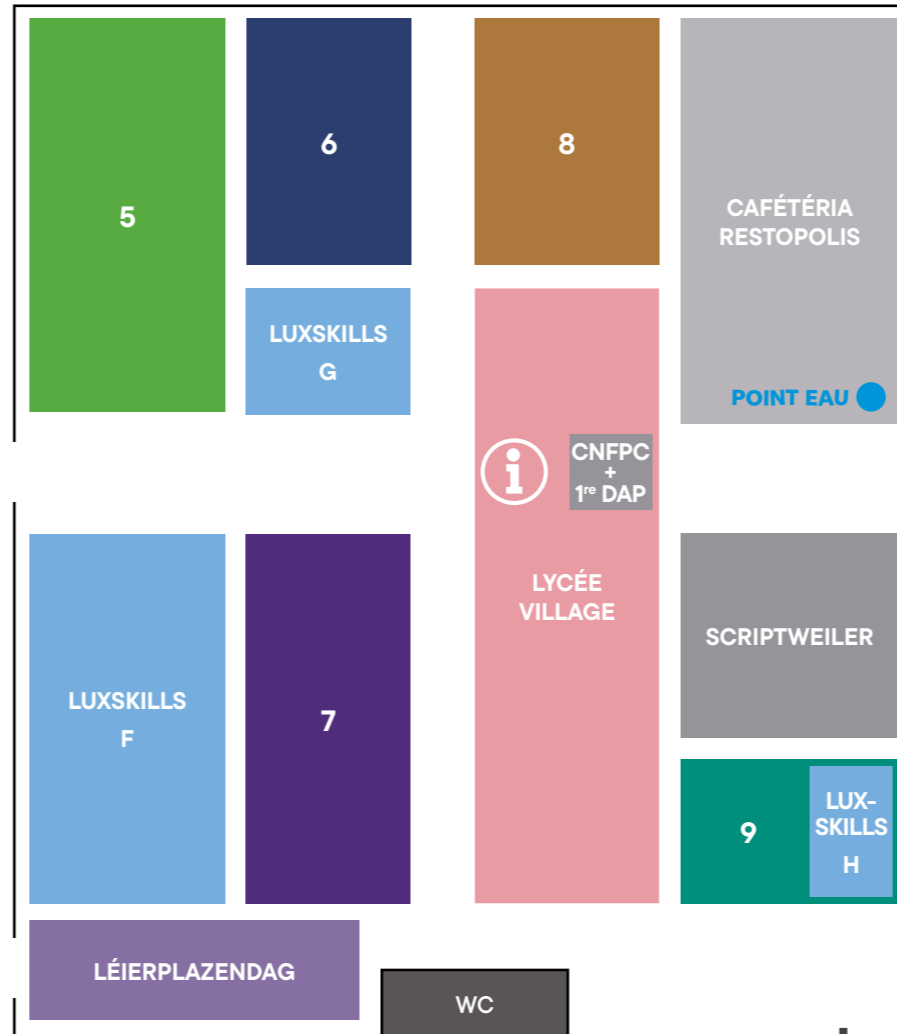 5
6
8
CAFÉTÉRIA
RESTOPOLIS
LUXSKILLS
G
POINT EAU
i
CNFPC
+
1re DAP
LYCÉE
VILLAGE
SCRIPTWEILER
LUXSKILLS
F
7
9
LUX-
SKILLS
H
LÉIERPLAZENDAG
WC